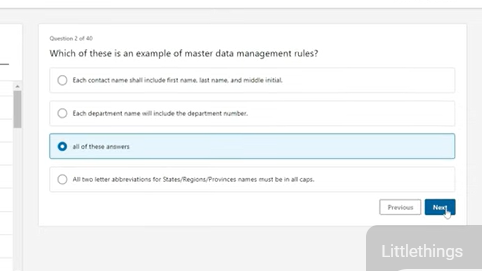 Question 2 of 40
Which of these is an example of master data management rules?
Each contact name shall include first name, last name, and middle initial.
Each department name will include the department number.
all of these answers
All two letter abbreviations for States/Regions/Provinces names must be in all caps.
Previous
Next
Littlethings